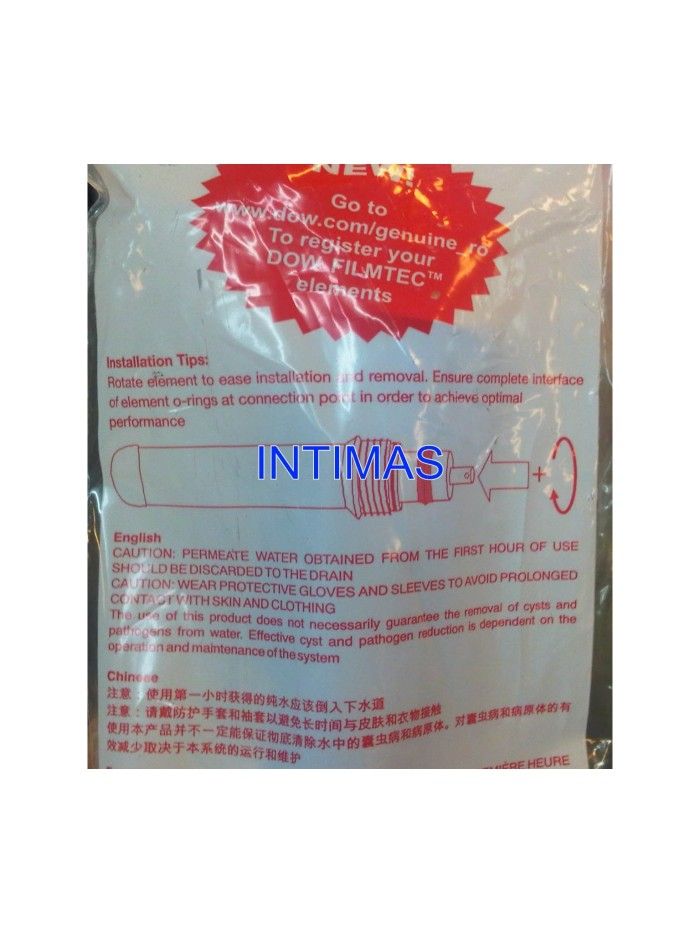 NEW!
Go to
www.dow.com/genuine_ro
To register your
DOW FILMTEC™
elements
Installation Tips:
Rotate element to ease installation and removal. Ensure complete interface
of element o-rings at connection point in order to achieve optimal
performance
INTIMAS
+
English
CAUTION: PERMEATE WATER OBTAINED FROM THE FIRST HOUR OF USE
SHOULD BE DISCARDED TO THE DRAIN
CAUTION: WEAR PROTECTIVE GLOVES AND SLEEVES TO AVOID PROLONGED
CONTACT WITH SKIN AND CLOTHING
The use of this product does not necessarily guarantee the removal of cysts and
pathogens from water. Effective cyst and pathogen reduction is dependent on the
operation and maintenance of the system
Chinese
注意：使用第一小时获得的纯水应该倒入下水道
注意：请戴防护手套和袖套以避免长时间与皮肤和衣物接触
使用本产品并不一定能保证彻底清除水中的囊虫病和病原体。对囊虫病和病原体的有
效减少取决于本系统的运行和维护
PREMIÈRE HEURE